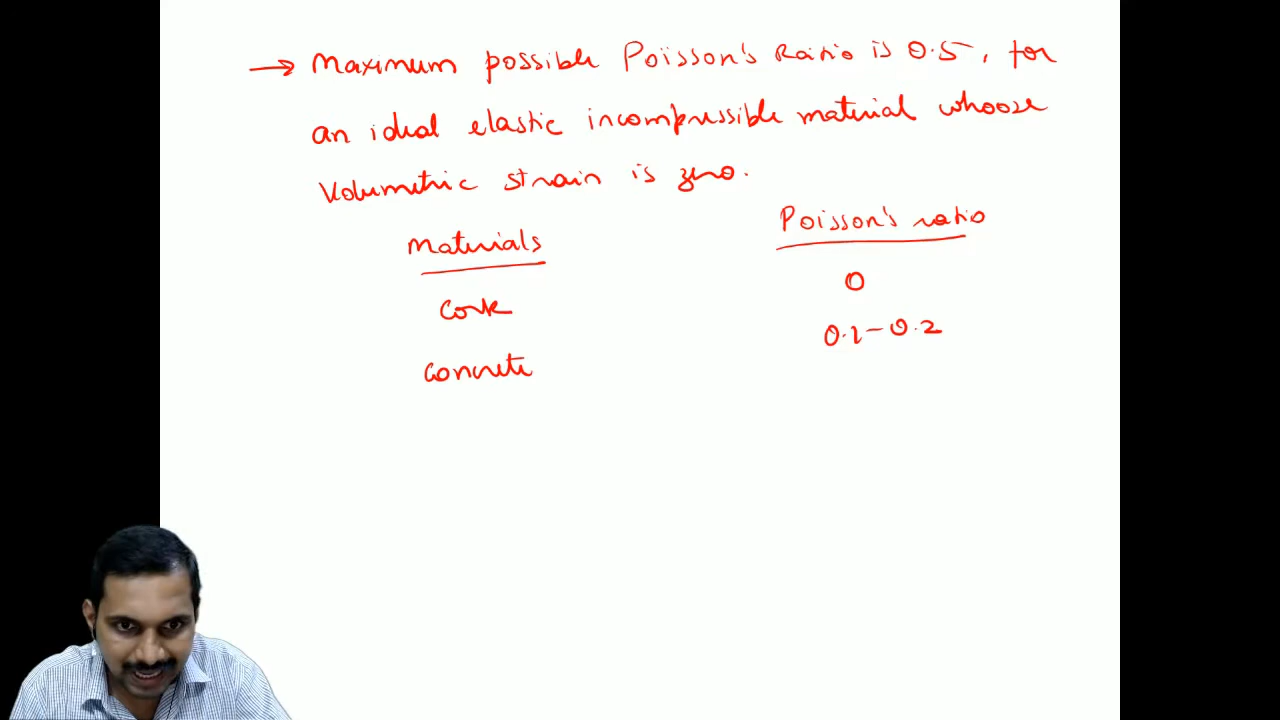 → Maximum possible Poisson's Ratio is 0.5, for
an ideal elastic incompressible material whoose
Volumetric strain is zero.
Materials Poisson's ratio
Cork 0
Concrete 0.1-0.2